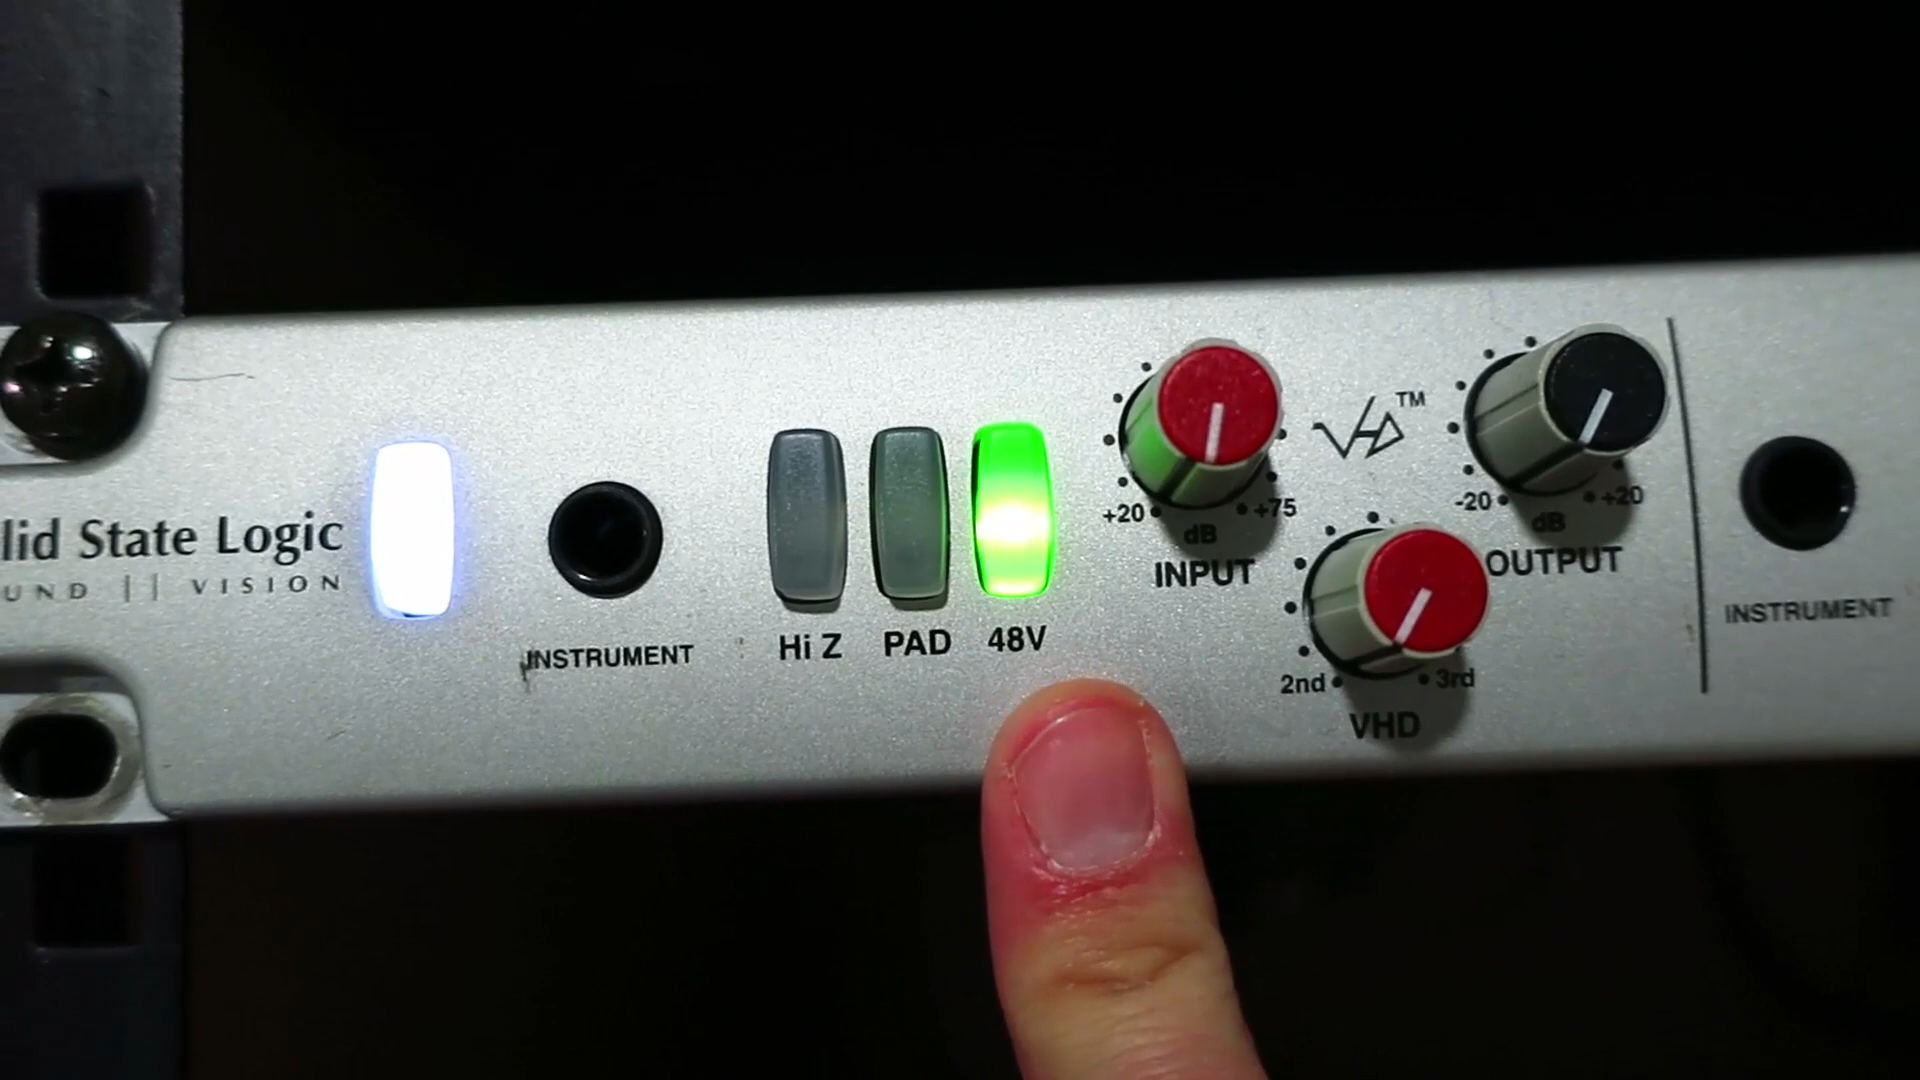 lid State Logic
UND || VISION
INSTRUMENT
Hi Z
PAD
48V
+20
+75
dB
INPUT
VHD™
-20
+20
dB
OUTPUT
2nd
3rd
VHD
INSTRUMENT